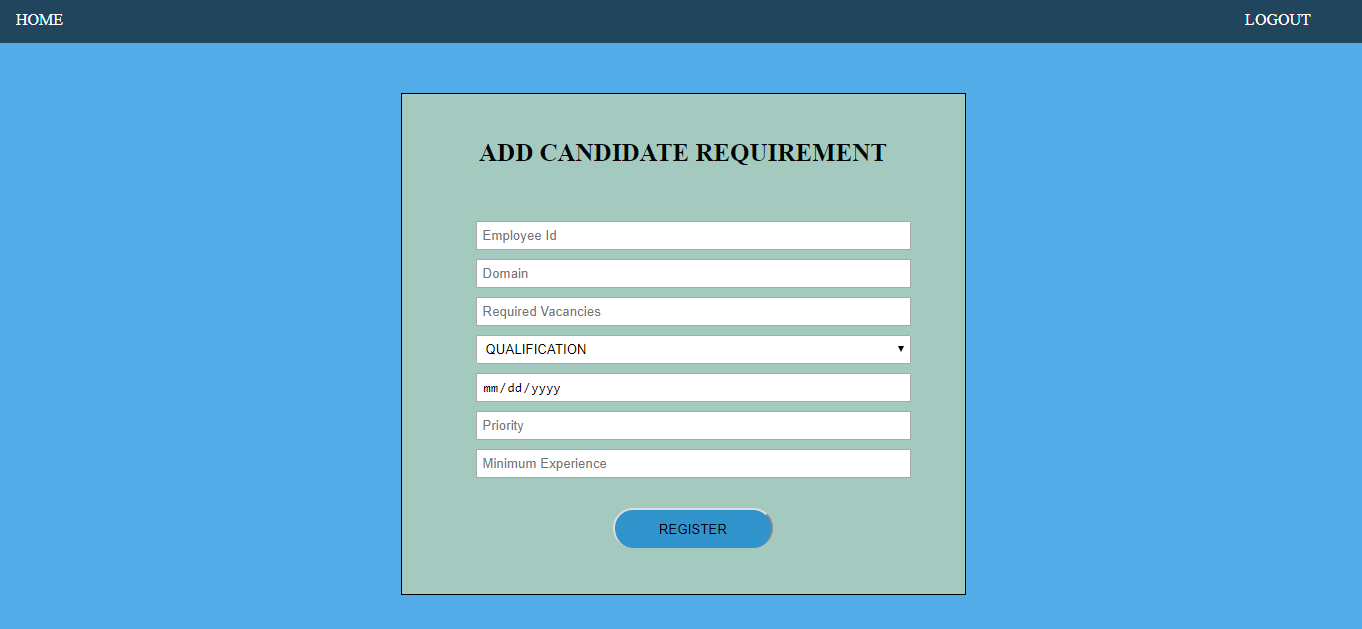 HOME LOGOUT
ADD CANDIDATE REQUIREMENT
Employee Id
Domain
Required Vacancies
QUALIFICATION
mm/dd/yyyy
Priority
Minimum Experience
REGISTER